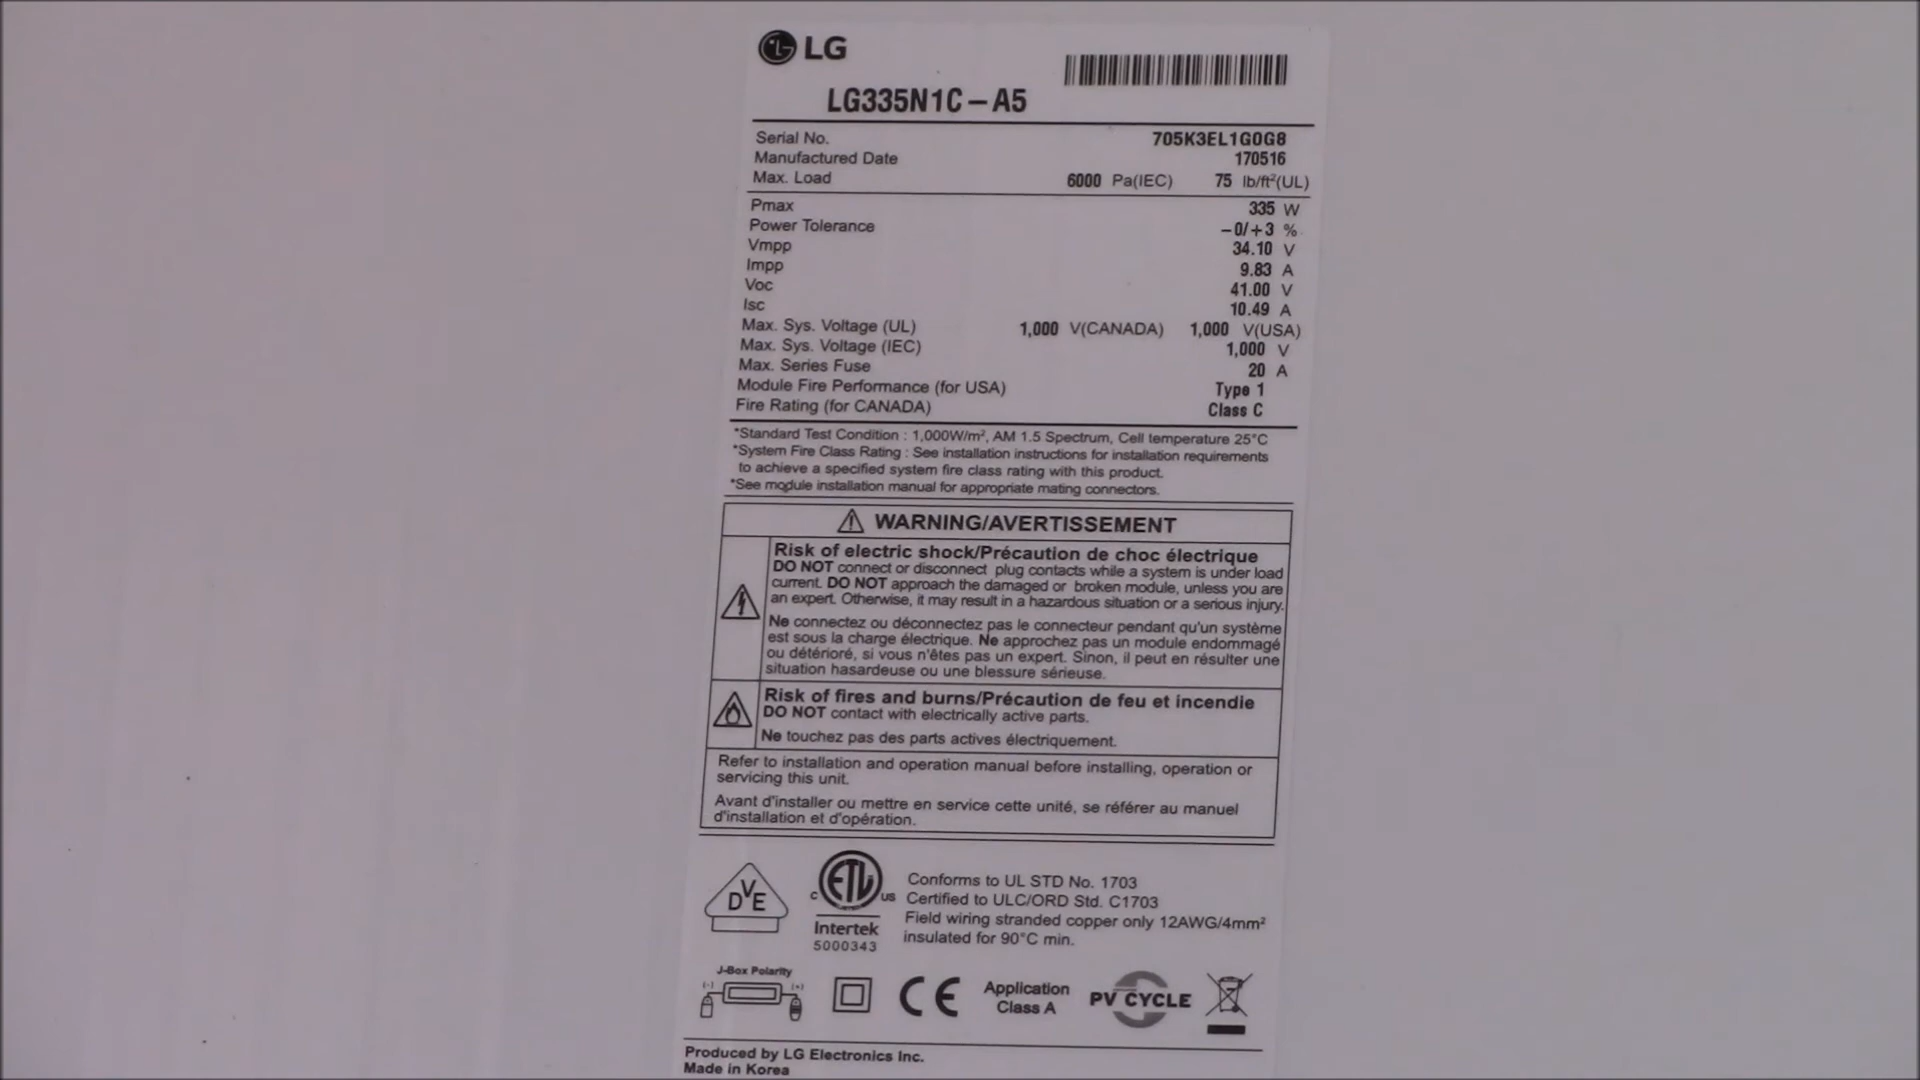 LG
LG335N1C-A5
Serial No. 705K3EL1G0G8
Manufactured Date 170516
Max. Load 6000 Pa(IEC) 75 lb/ft²(UL)
Pmax 335 W
Power Tolerance -0/+3 %
Vmpp 34.10 V
Impp 9.83 A
Voc 41.00 V
Isc 10.49 A
Max. Sys. Voltage (UL) 1,000 V(CANADA) 1,000 V(USA)
Max. Sys. Voltage (IEC) 1,000 V
Max. Series Fuse 20 A
Module Fire Performance (for USA) Type 1
Fire Rating (for CANADA) Class C
*Standard Test Condition : 1,000W/m², AM 1.5 Spectrum, Cell temperature 25°C
*System Fire Class Rating : See installation instructions for installation requirements
to achieve a specified system fire class rating with this product.
*See module installation manual for appropriate mating connectors.
WARNING/AVERTISSEMENT
Risk of electric shock/Précaution de choc électrique
DO NOT connect or disconnect plug contacts while a system is under load
current. DO NOT approach the damaged or broken module, unless you are
an expert. Otherwise, it may result in a hazardous situation or a serious injury.
Ne connectez ou déconnectez pas le connecteur pendant qu'un système
est sous la charge électrique. Ne approchez pas un module endommagé
ou détérioré, si vous n'êtes pas un expert. Sinon, il peut en résulter une
situation hasardeuse ou une blessure sérieuse.
Risk of fires and burns/Précaution de feu et incendie
DO NOT contact with electrically active parts.
Ne touchez pas des parts actives électriquement.
Refer to installation and operation manual before installing, operation or
servicing this unit.
Avant d'installer ou mettre en service cette unité, se référer au manuel
d'installation et d'opération.
DVE
C ETL US
Intertek
5000343
Conforms to UL STD No. 1703
Certified to ULC/ORD Std. C1703
Field wiring stranded copper only 12AWG/4mm²
insulated for 90°C min.
J-Box Polarity
(-) (+)
CE
Application
Class A
PV CYCLE
Produced by LG Electronics Inc.
Made in Korea